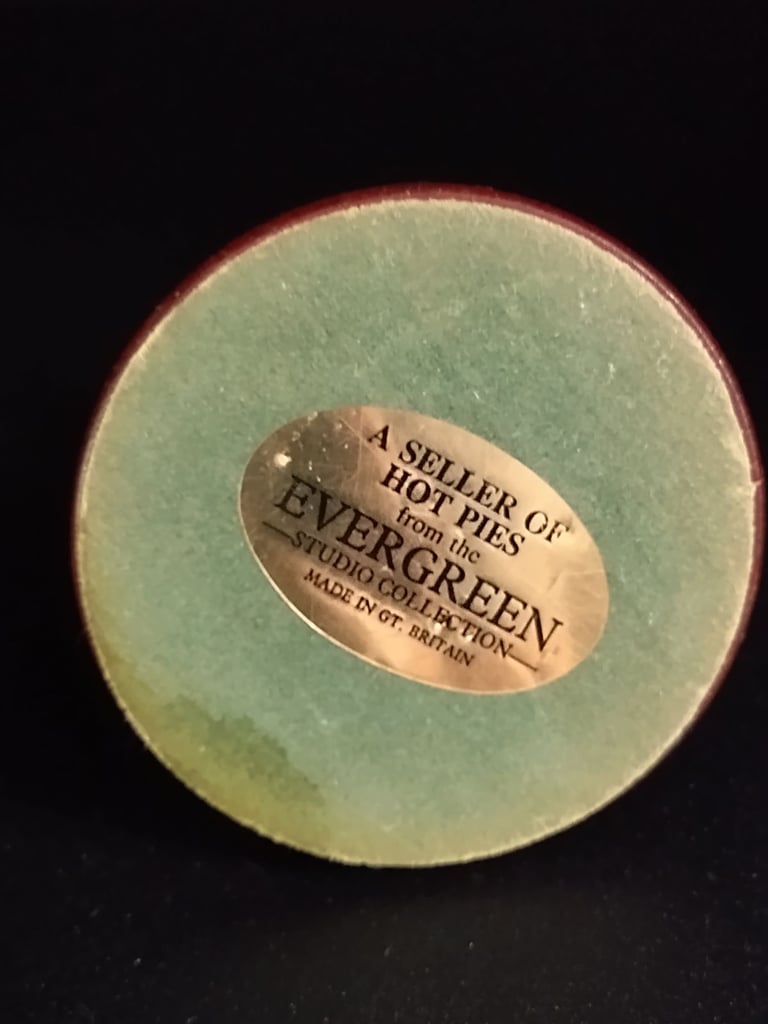 A SELLER OF
HOT PIES
from the
EVERGREEN
STUDIO COLLECTION
MADE IN GT. BRITAIN